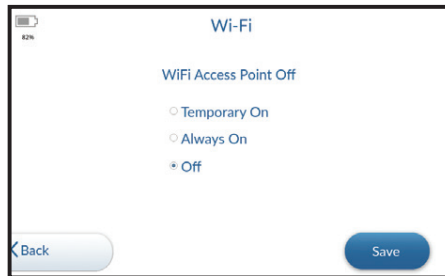 Wi-Fi
82%
WiFi Access Point Off
Temporary On
Always On
Off
Back
Save